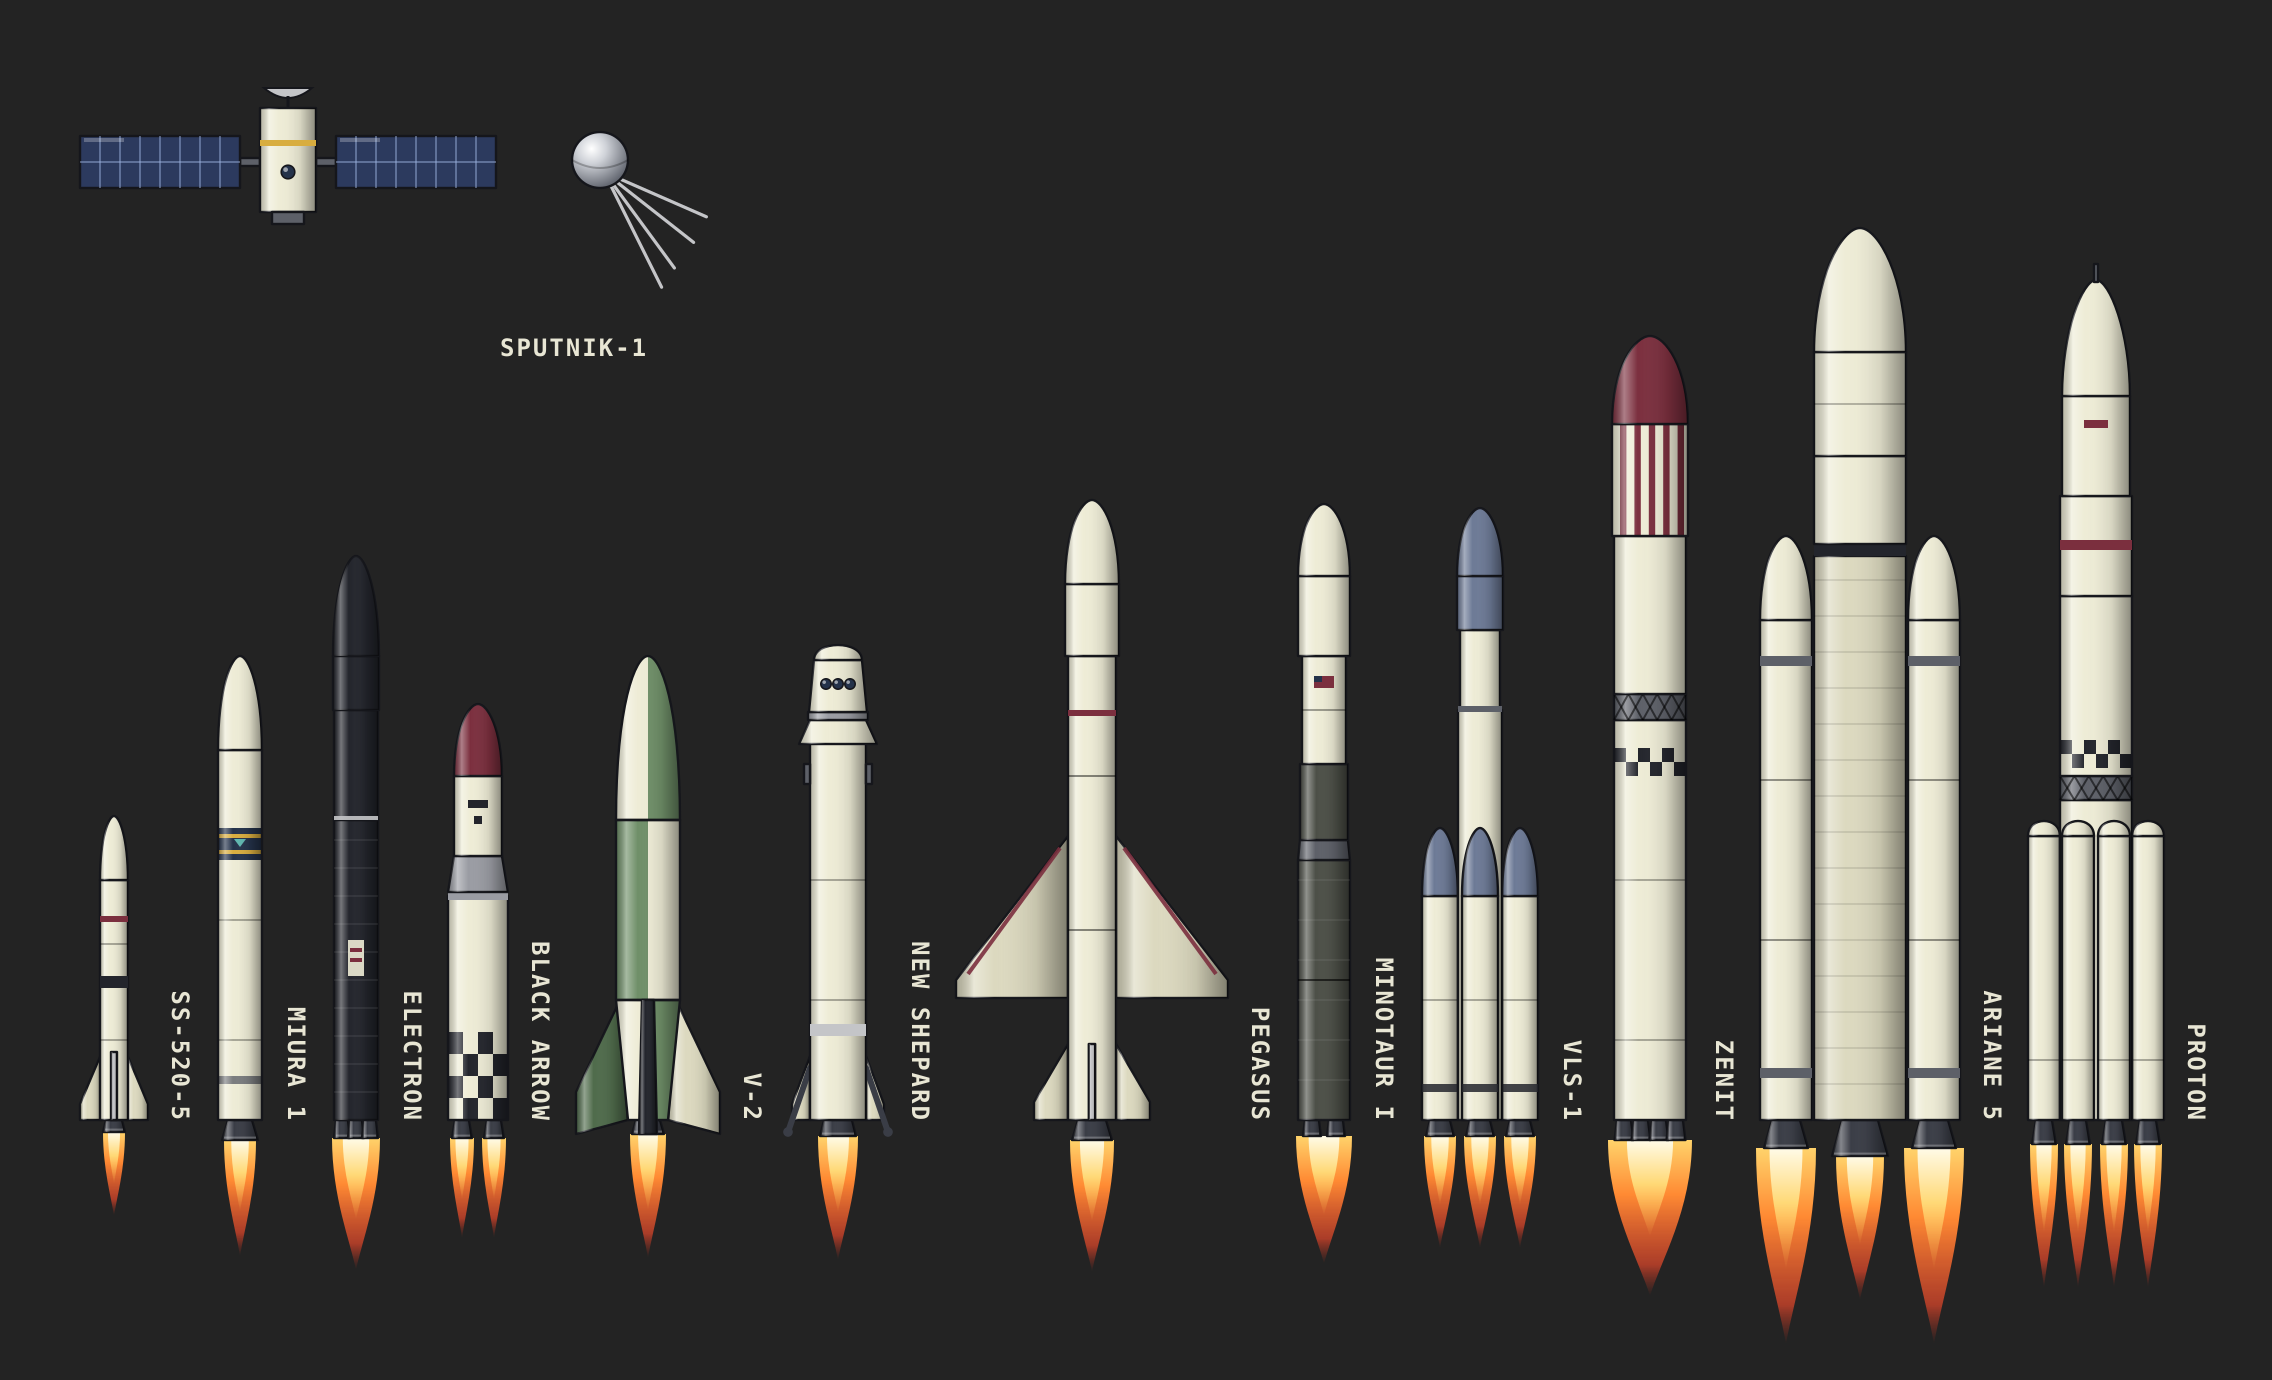 SPUTNIK-1
SS-520-5
MIURA 1
ELECTRON
BLACK ARROW
V-2
NEW SHEPARD
PEGASUS
MINOTAUR I
VLS-1
ZENIT
ARIANE 5
PROTON